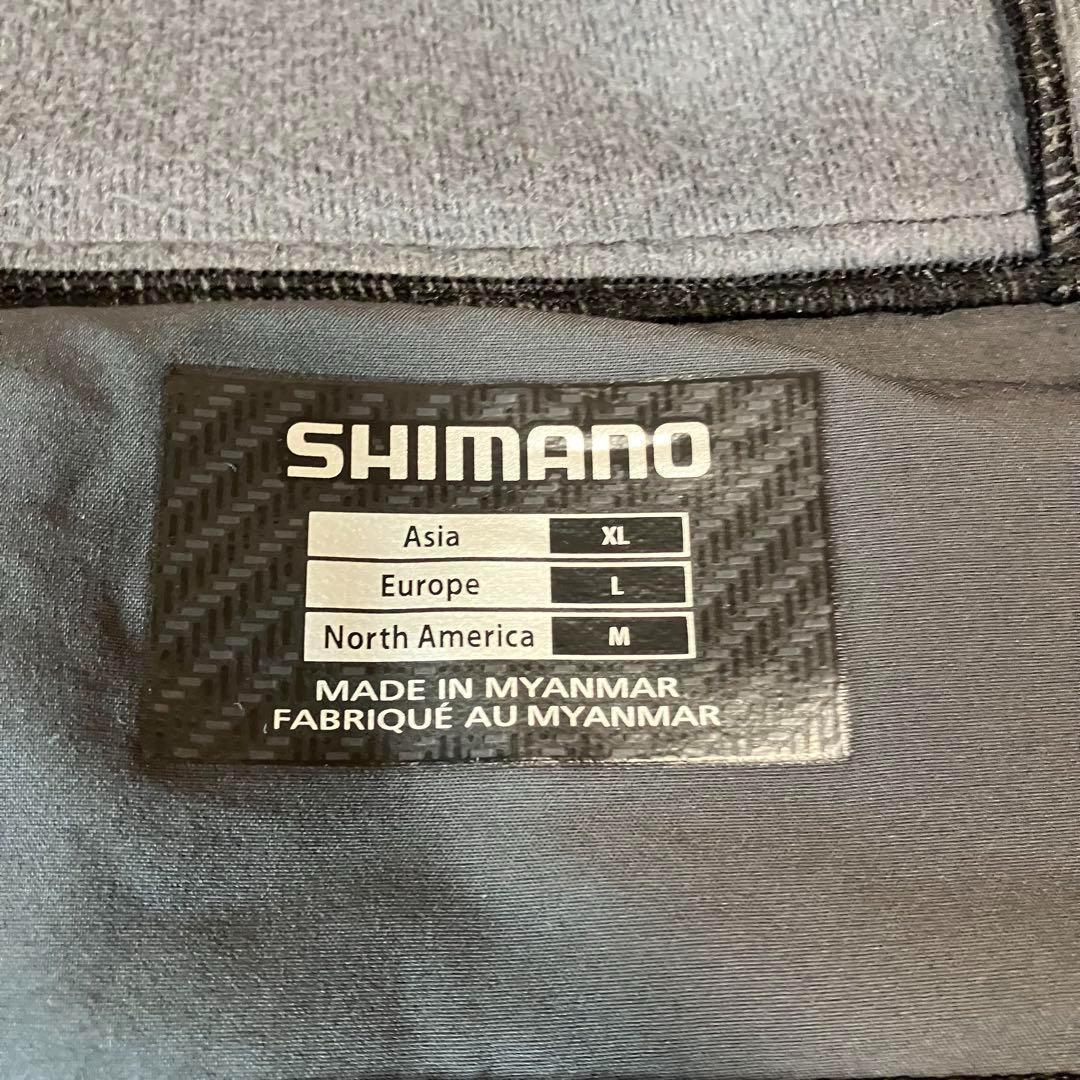 SHIMANO
Asia XL
Europe L
North America M
MADE IN MYANMAR
FABRIQUÉ AU MYANMAR